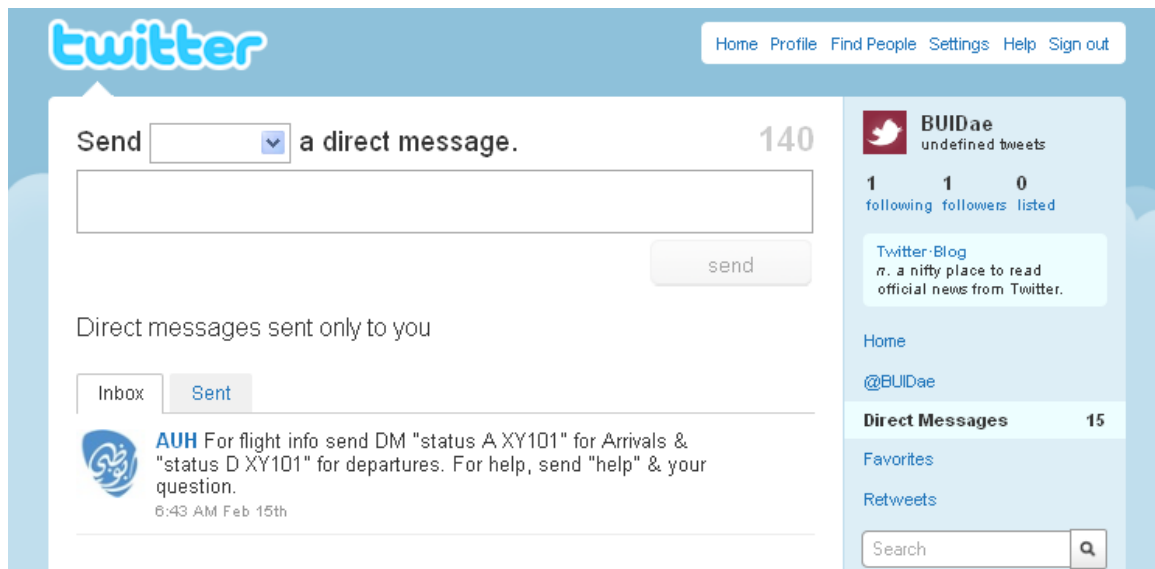 twitter
Home Profile Find People Settings Help Sign out
Send a direct message.
140
send
Direct messages sent only to you
Inbox Sent
AUH For flight info send DM "status A XY101" for Arrivals &
"status D XY101" for departures. For help, send "help" & your
question.
6:43 AM Feb 15th
BUIDae
undefined tweets
1 1 0
following followers listed
Twitter·Blog
n. a nifty place to read
official news from Twitter.
Home
@BUIDae
Direct Messages 15
Favorites
Retweets
Search
أبوظبي